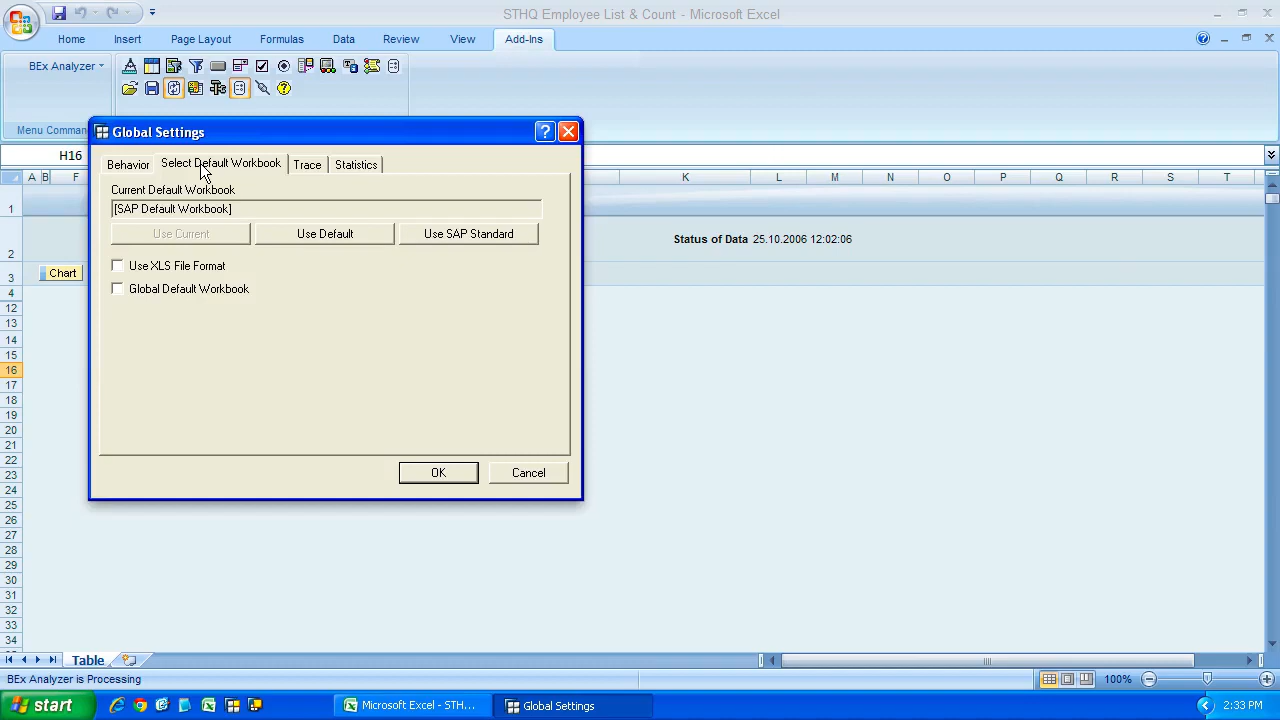 STHQ Employee List & Count - Microsoft Excel
Home Insert Page Layout Formulas Data Review View Add-Ins
BEx Analyzer
Menu Comman
Global Settings
H16
Behavior Select Default Workbook Trace Statistics
F K L M N O P Q R S T
A B
Current Default Workbook
[SAP Default Workbook]
Use Current Use Default Use SAP Standard
Use XLS File Format
Global Default Workbook
OK Cancel
Status of Data 25.10.2006 12:02:06
Chart
1
2
3
4
12
13
14
15
16
17
18
19
20
21
22
23
24
25
26
27
28
29
30
31
32
33
34
Table
BEx Analyzer is Processing
100%
start
Microsoft Excel - STH...
Global Settings
2:33 PM